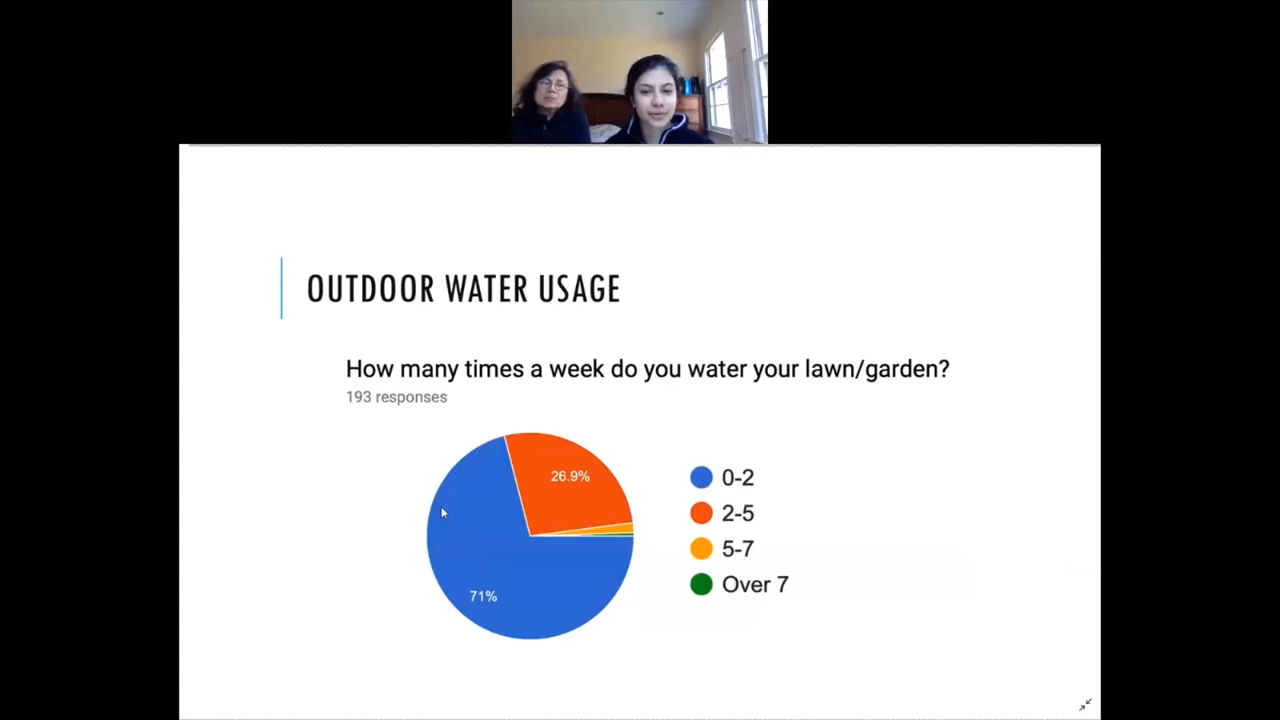 OUTDOOR WATER USAGE
How many times a week do you water your lawn/garden?
193 responses
26.9%
71%
0-2
2-5
5-7
Over 7